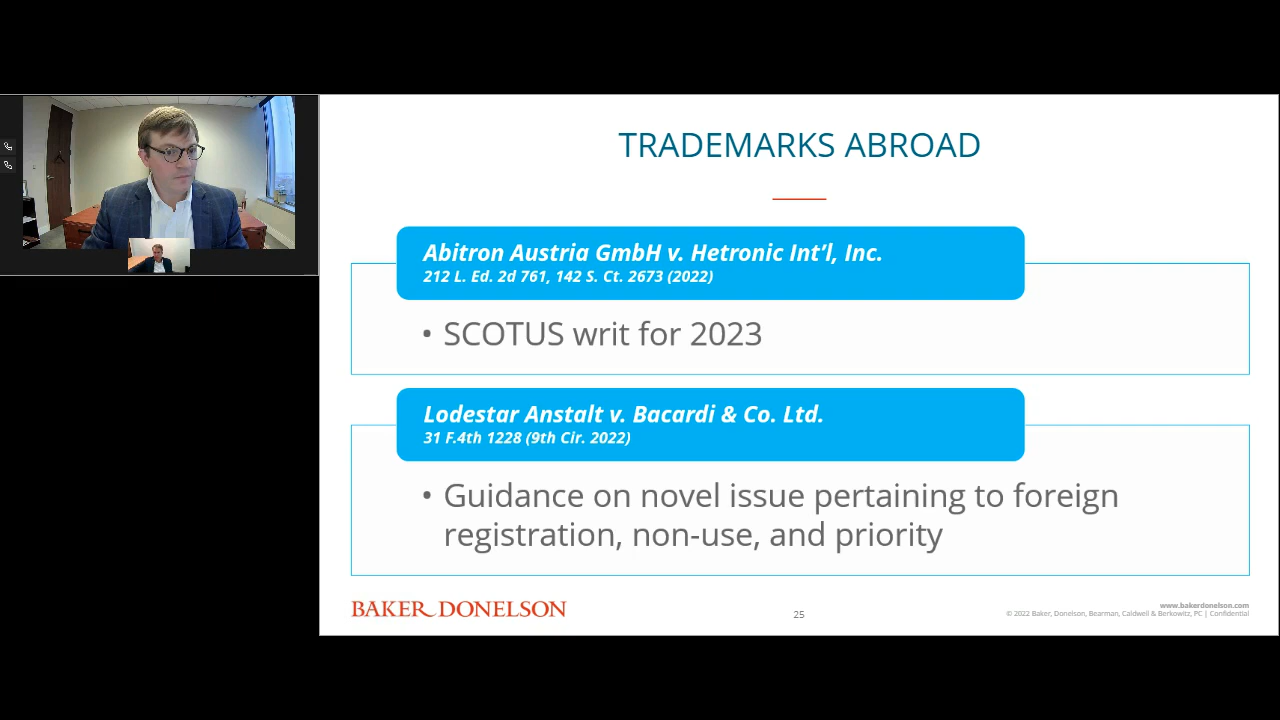 TRADEMARKS ABROAD
Abitron Austria GmbH v. Hetronic Int’l, Inc.
212 L. Ed. 2d 761, 142 S. Ct. 2673 (2022)
• SCOTUS writ for 2023
Lodestar Anstalt v. Bacardi & Co. Ltd.
31 F.4th 1228 (9th Cir. 2022)
• Guidance on novel issue pertaining to foreign
registration, non-use, and priority
BAKER DONELSON
25
www.bakerdonelson.com
© 2022 Baker, Donelson, Bearman, Caldwell & Berkowitz, PC | Confidential